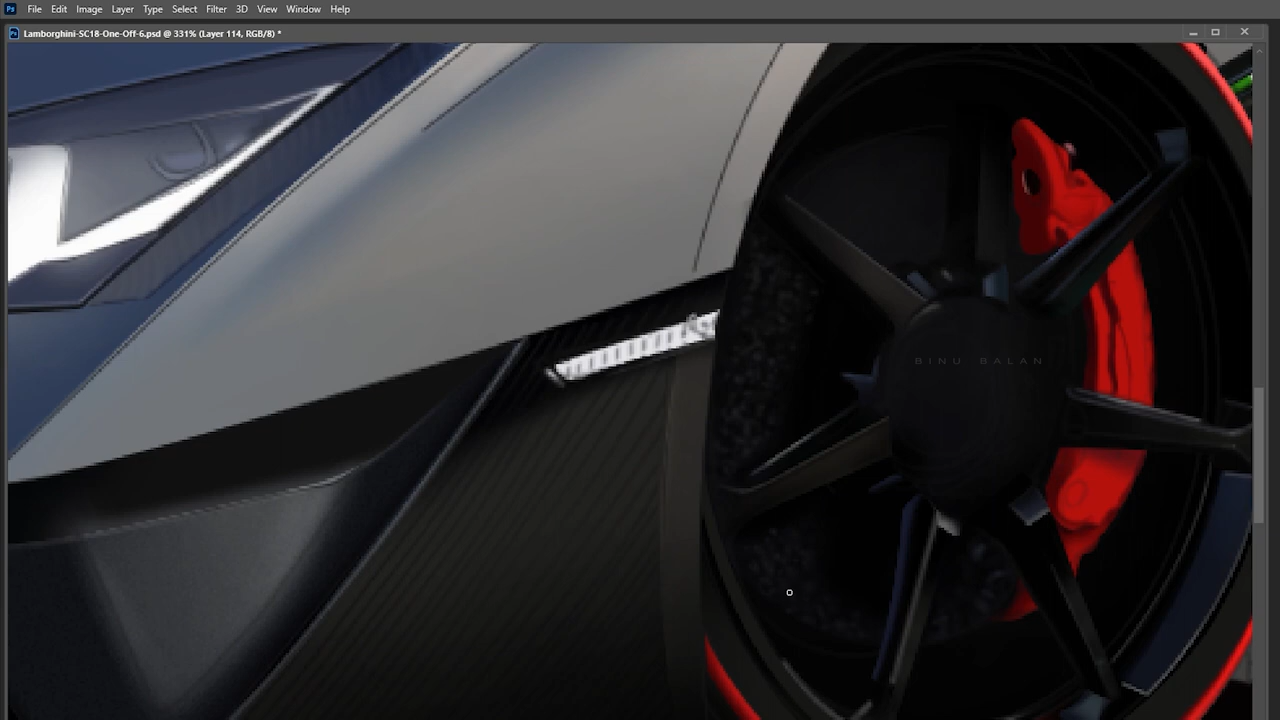 Ps File Edit Image Layer Type Select Filter 3D View Window Help
Lamborghini-SC18-One-Off-6.psd @ 331% (Layer 114, RGB/8) *
BINU BALAN